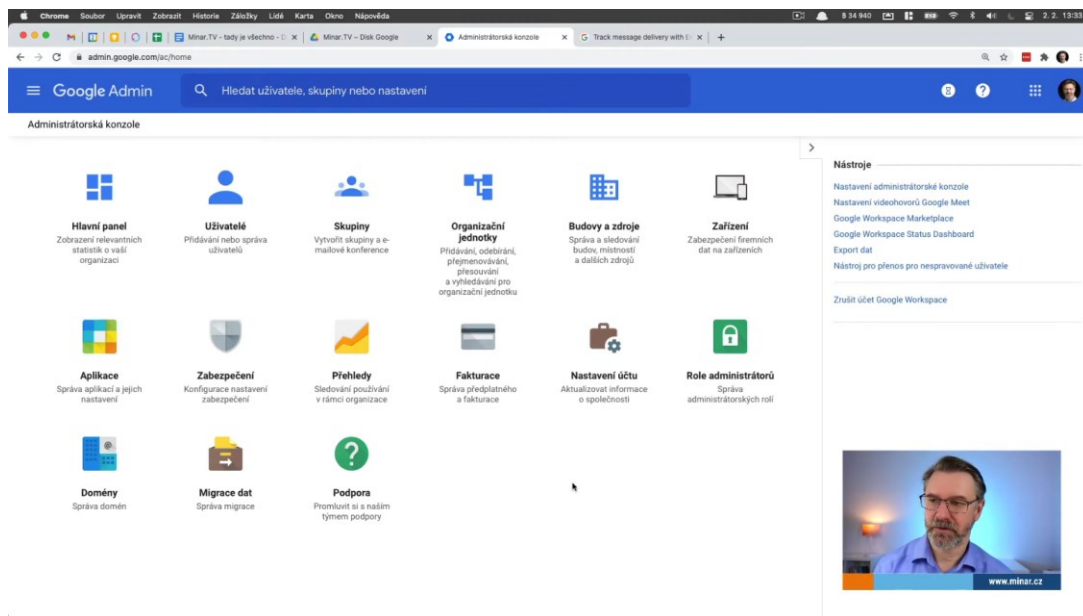 Chrome Soubor Upravit Zobrazit Historie Záložky Lidé Karta Okno Nápověda
8 34 940
2. 2. 13:33
Minar.TV - tady je všechno - D
Minar.TV – Disk Google
Administrátorská konzole
Track message delivery with E
admin.google.com/ac/home
Google Admin
Hledat uživatele, skupiny nebo nastavení
Administrátorská konzole
Hlavní panel
Zobrazení relevantních
statistik o vaší
organizaci
Uživatelé
Přidávání nebo správa
uživatelů
Skupiny
Vytvořit skupiny a e-
mailové konference
Organizační
jednotky
Přidávání, odebírání,
přejmenovávání,
přesouvání
a vyhledávání pro
organizační jednotku
Budovy a zdroje
Správa a sledování
budov, místností
a dalších zdrojů
Zařízení
Zabezpečení firemních
dat na zařízeních
Aplikace
Správa aplikací a jejich
nastavení
Zabezpečení
Konfigurace nastavení
zabezpečení
Přehledy
Sledování používání
v rámci organizace
Fakturace
Správa předplatného
a fakturace
Nastavení účtu
Aktualizovat informace
o společnosti
Role administrátorů
Správa
administrátorských rolí
Domény
Správa domén
Migrace dat
Správa migrace
Podpora
Promluvit si s naším
týmem podpory
Nástroje
Nastavení administrátorské konzole
Nastavení videohovorů Google Meet
Google Workspace Marketplace
Google Workspace Status Dashboard
Export dat
Nástroj pro přenos pro nespravované uživatele
Zrušit účet Google Workspace
www.minar.cz